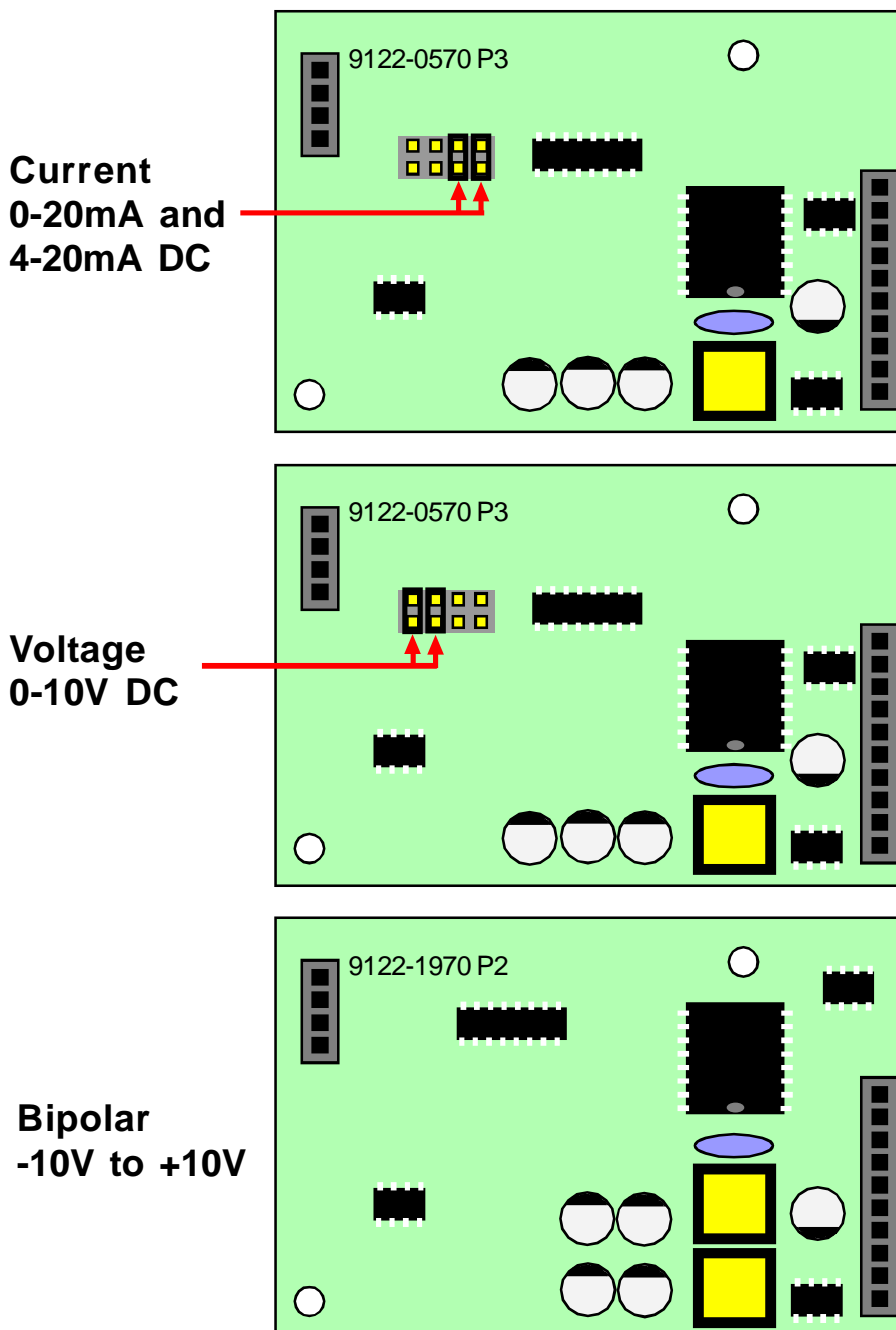 9122-0570 P3
Current
0-20mA and
4-20mA DC
9122-0570 P3
Voltage
0-10V DC
9122-1970 P2
Bipolar
-10V to +10V